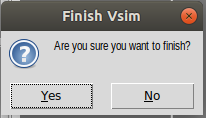 Finish Vsim
Are you sure you want to finish?
Yes
No